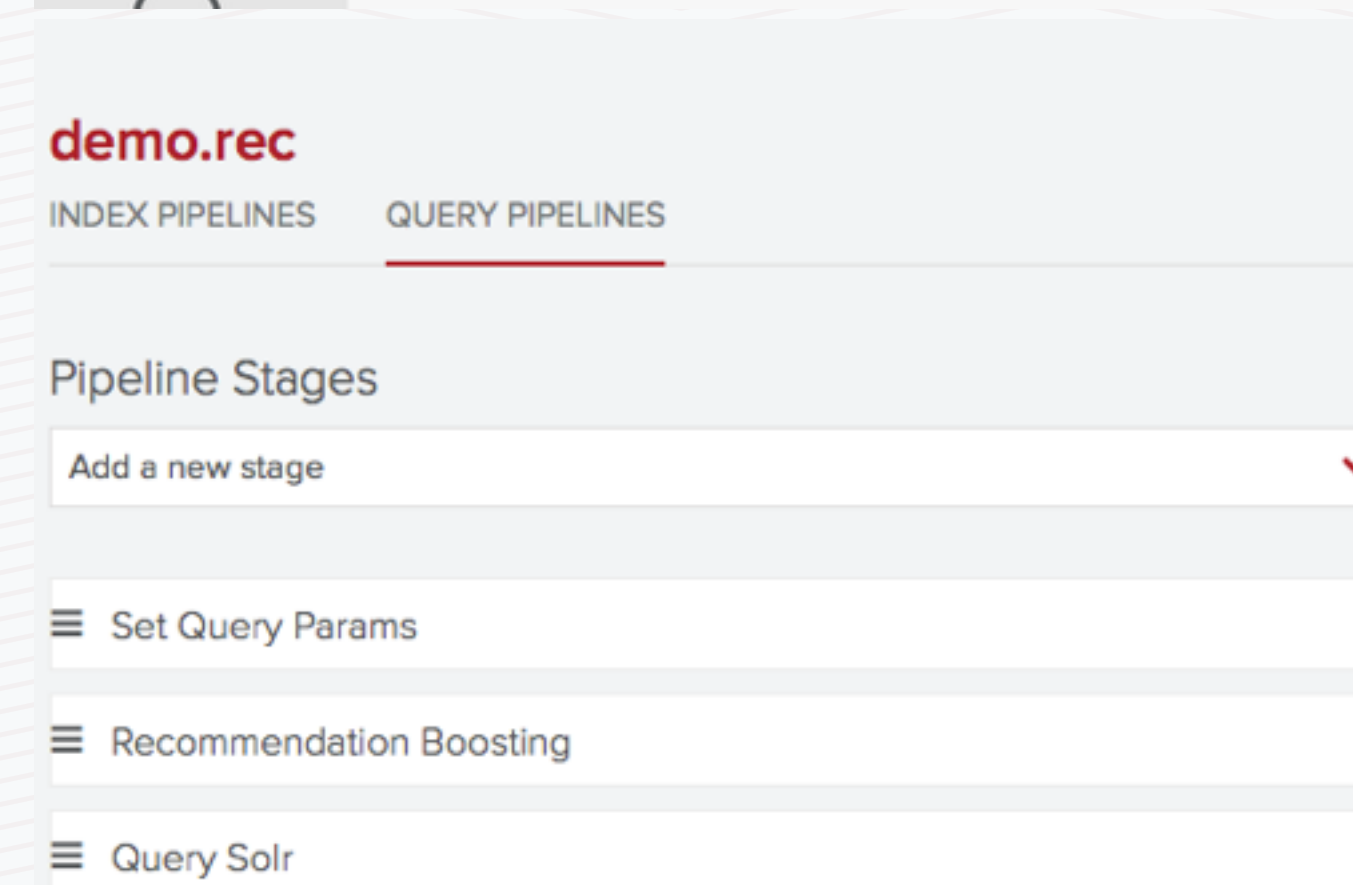 demo.rec
INDEX PIPELINES QUERY PIPELINES
Pipeline Stages
Add a new stage
Set Query Params
Recommendation Boosting
Query Solr